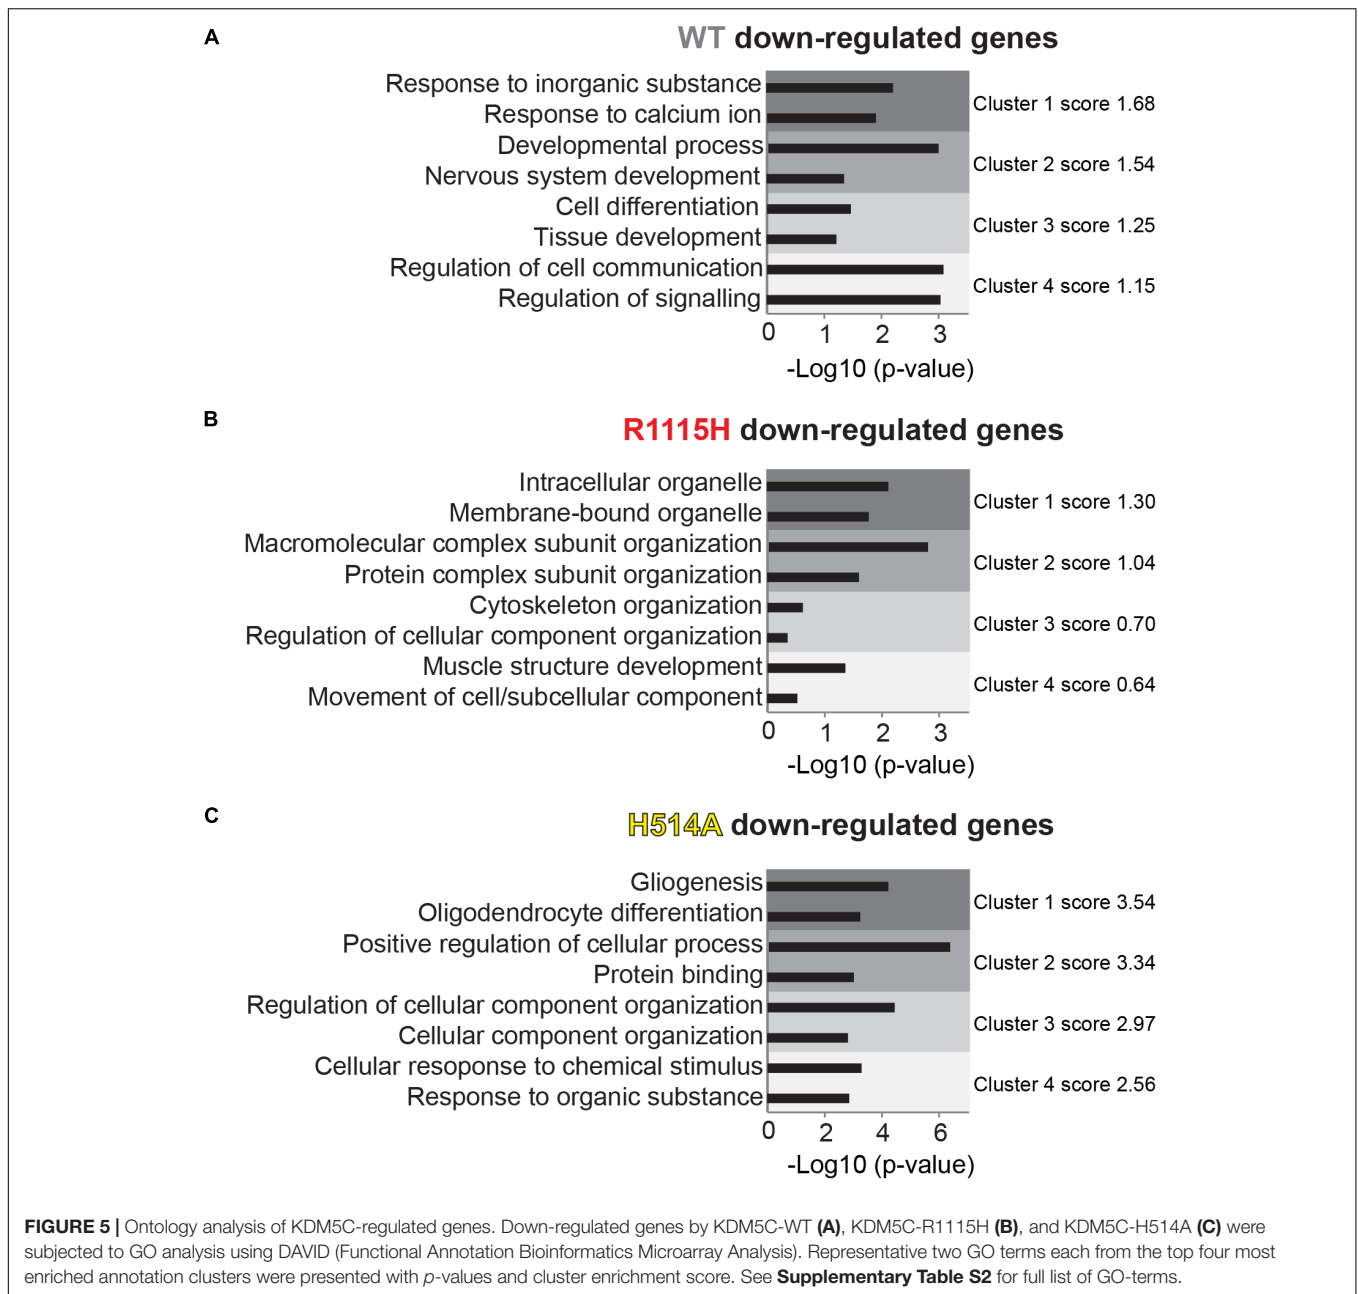 A
WT down-regulated genes
Response to inorganic substance
Response to calcium ion
Cluster 1 score 1.68
Developmental process
Nervous system development
Cluster 2 score 1.54
Cell differentiation
Tissue development
Cluster 3 score 1.25
Regulation of cell communication
Regulation of signalling
Cluster 4 score 1.15
0 1 2 3
-Log10 (p-value)
B
R1115H down-regulated genes
Intracellular organelle
Membrane-bound organelle
Cluster 1 score 1.30
Macromolecular complex subunit organization
Protein complex subunit organization
Cluster 2 score 1.04
Cytoskeleton organization
Regulation of cellular component organization
Cluster 3 score 0.70
Muscle structure development
Movement of cell/subcellular component
Cluster 4 score 0.64
0 1 2 3
-Log10 (p-value)
C
H514A down-regulated genes
Gliogenesis
Oligodendrocyte differentiation
Cluster 1 score 3.54
Positive regulation of cellular process
Protein binding
Cluster 2 score 3.34
Regulation of cellular component organization
Cellular component organization
Cluster 3 score 2.97
Cellular resoponse to chemical stimulus
Response to organic substance
Cluster 4 score 2.56
0 2 4 6
-Log10 (p-value)
FIGURE 5 | Ontology analysis of KDM5C-regulated genes. Down-regulated genes by KDM5C-WT (A), KDM5C-R1115H (B), and KDM5C-H514A (C) were
subjected to GO analysis using DAVID (Functional Annotation Bioinformatics Microarray Analysis). Representative two GO terms each from the top four most
enriched annotation clusters were presented with p-values and cluster enrichment score. See Supplementary Table S2 for full list of GO-terms.